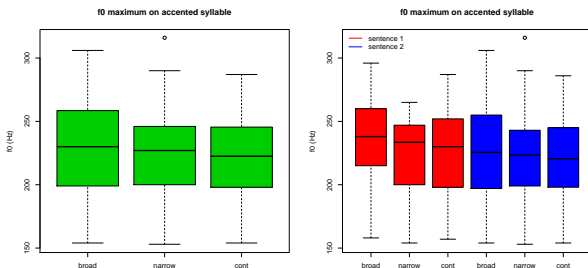 f0 maximum on accented syllable
f0 (Hz)
300
250
200
150
broad narrow cont
f0 maximum on accented syllable
sentence 1
sentence 2
f0 (Hz)
300
250
200
150
broad narrow cont broad narrow cont